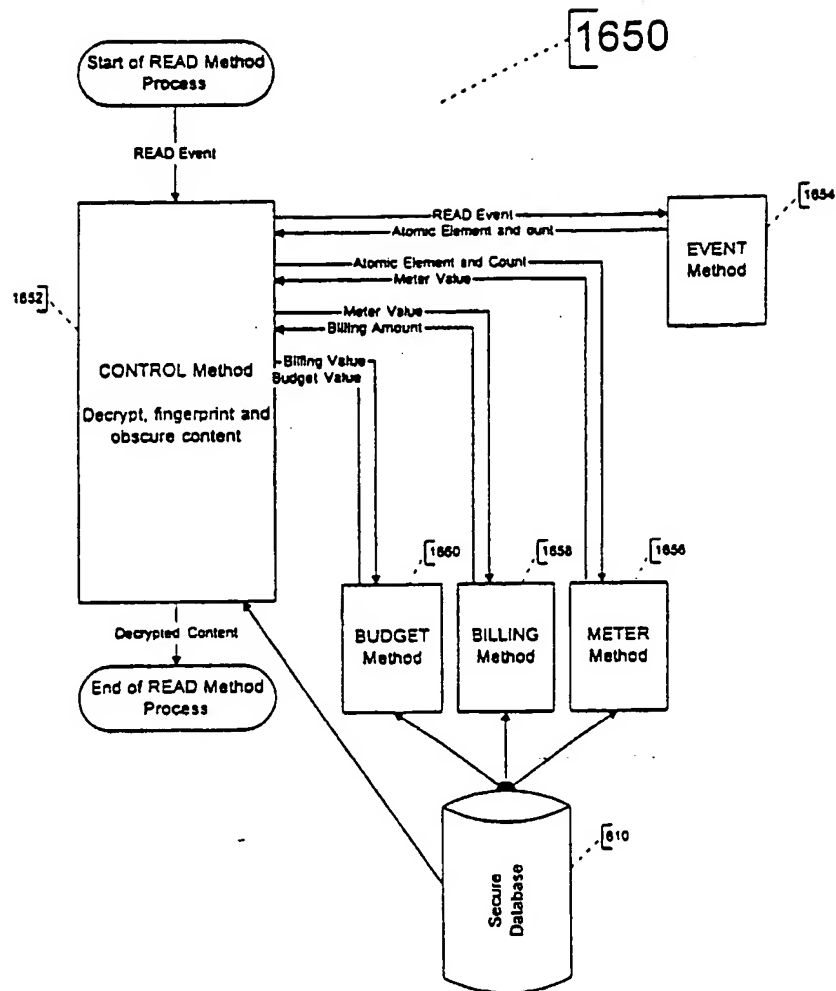 1650
Start of READ Method
Process
READ Event
READ Event
Atomic Element and ount
1654
EVENT
Method
Atomic Element and Count
Meter Value
1652
Meter Value
Billing Amount
CONTROL Method
Decrypt, fingerprint and
obscure content
Billing Value
Budget Value
1660
1658
1656
BUDGET
Method
BILLING
Method
METER
Method
Decrypted Content
End of READ Method
Process
610
Secure
Database